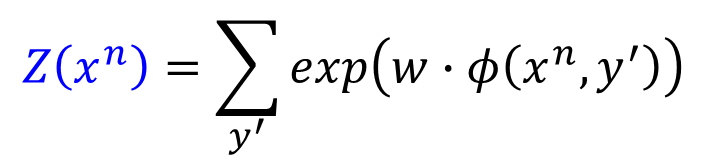 Z(xⁿ) = ∑ exp(w · ϕ(xⁿ, y′))
y′